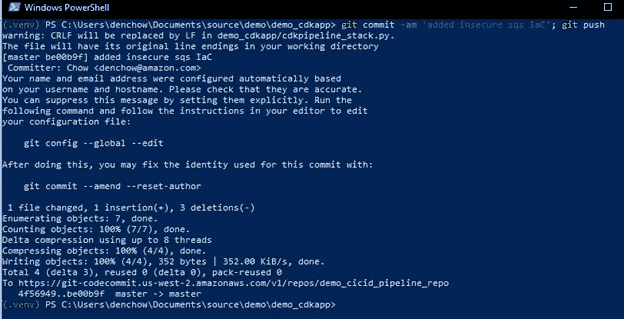 Windows PowerShell
(.venv) PS C:\Users\denchow\Documents\source\demo\demo_cdkapp> git commit -am 'added insecure sqs IaC'; git push
warning: CRLF will be replaced by LF in demo_cdkapp/cdkpipeline_stack.py.
The file will have its original line endings in your working directory
[master be00b9f] added insecure sqs IaC
Committer: Chow <denchow@amazon.com>
Your name and email address were configured automatically based
on your username and hostname. Please check that they are accurate.
You can suppress this message by setting them explicitly. Run the
following command and follow the instructions in your editor to edit
your configuration file:
git config --global --edit
After doing this, you may fix the identity used for this commit with:
git commit --amend --reset-author
1 file changed, 1 insertion(+), 3 deletions(-)
Enumerating objects: 7, done.
Counting objects: 100% (7/7), done.
Delta compression using up to 8 threads
Compressing objects: 100% (4/4), done.
Writing objects: 100% (4/4), 352 bytes | 352.00 KiB/s, done.
Total 4 (delta 3), reused 0 (delta 0), pack-reused 0
To https://git-codecommit.us-west-2.amazonaws.com/v1/repos/demo_cicid_pipeline_repo
4f56949..be00b9f  master -> master
(.venv) PS C:\Users\denchow\Documents\source\demo\demo_cdkapp>